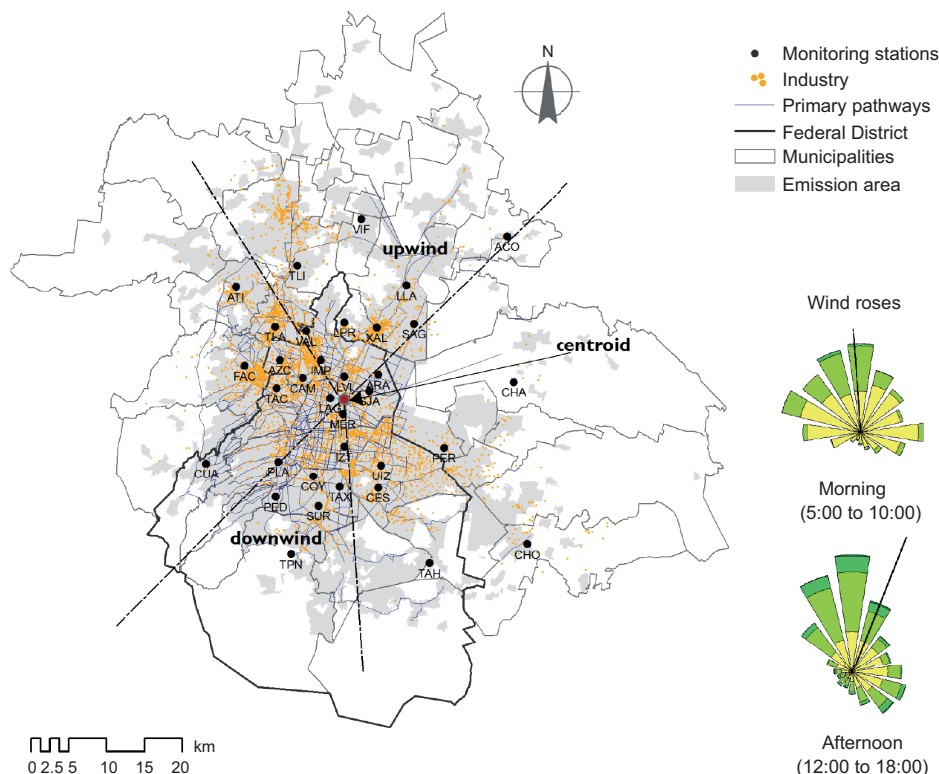 N
Monitoring stations
Industry
Primary pathways
Federal District
Municipalities
Emission area
VIF
ACO
upwind
TLI
ATI
LLA
TLA
VAL
LPR
XAL
SAG
centroid
FAC
AZC
IMP
TAC
CAM
LVI
ARA
CHA
LAG
SJA
MER
IZT
PER
CUA
PLA
COY
UIZ
TAX
CES
PED
SUR
downwind
TPN
TAH
CHO
Wind roses
Morning
(5:00 to 10:00)
Afternoon
(12:00 to 18:00)
km
0 2.5 5 10 15 20